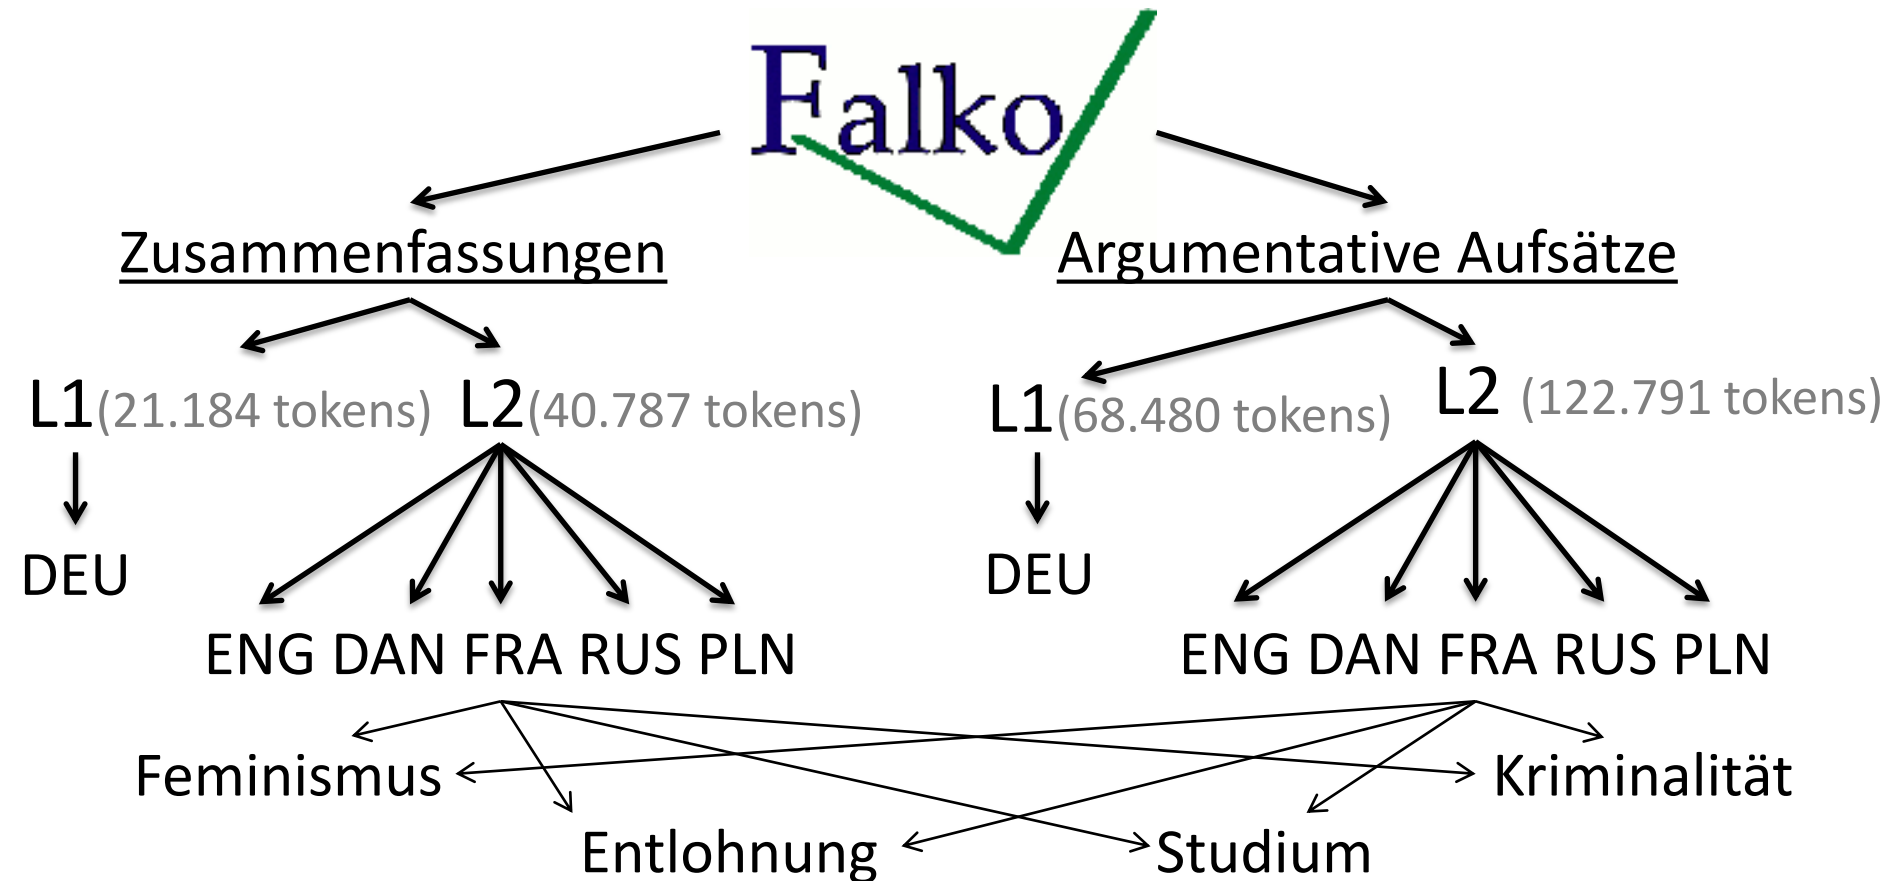 Falko
Zusammenfassungen
Argumentative Aufsätze
L1 (21.184 tokens) L2 (40.787 tokens)
L1 (68.480 tokens) L2 (122.791 tokens)
DEU
DEU
ENG DAN FRA RUS PLN
ENG DAN FRA RUS PLN
Feminismus
Kriminalität
Entlohnung
Studium